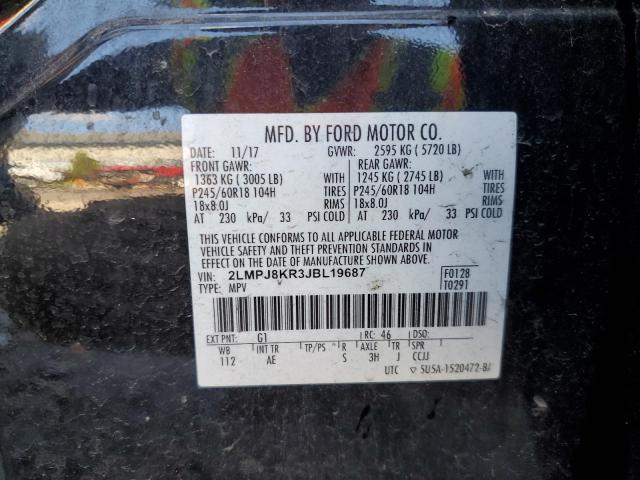 MFD. BY FORD MOTOR CO.
DATE: 11/17 GVWR: 2595 KG ( 5720 LB)
FRONT GAWR: REAR GAWR:
1363 KG ( 3005 LB) WITH 1245 KG ( 2745 LB) WITH
P245/60R18 104H TIRES P245/60R18 104H TIRES
18x8.0J RIMS 18x8.0J RIMS
AT 230 kPa/ 33 PSI COLD AT 230 kPa/ 33 PSI COLD
THIS VEHICLE CONFORMS TO ALL APPLICABLE FEDERAL MOTOR
VEHICLE SAFETY AND THEFT PREVENTION STANDARDS IN
EFFECT ON THE DATE OF MANUFACTURE SHOWN ABOVE.
VIN: 2LMPJ8KR3JBL19687 F0128
TYPE: MPV T0291
EXT PNT: G1 RC: 46 DSO:
WB INT TR TP/PS R AXLE TR SPR
112 AE S 3H J CCJJ
UTC ▽ 5U5A-1520472-BA